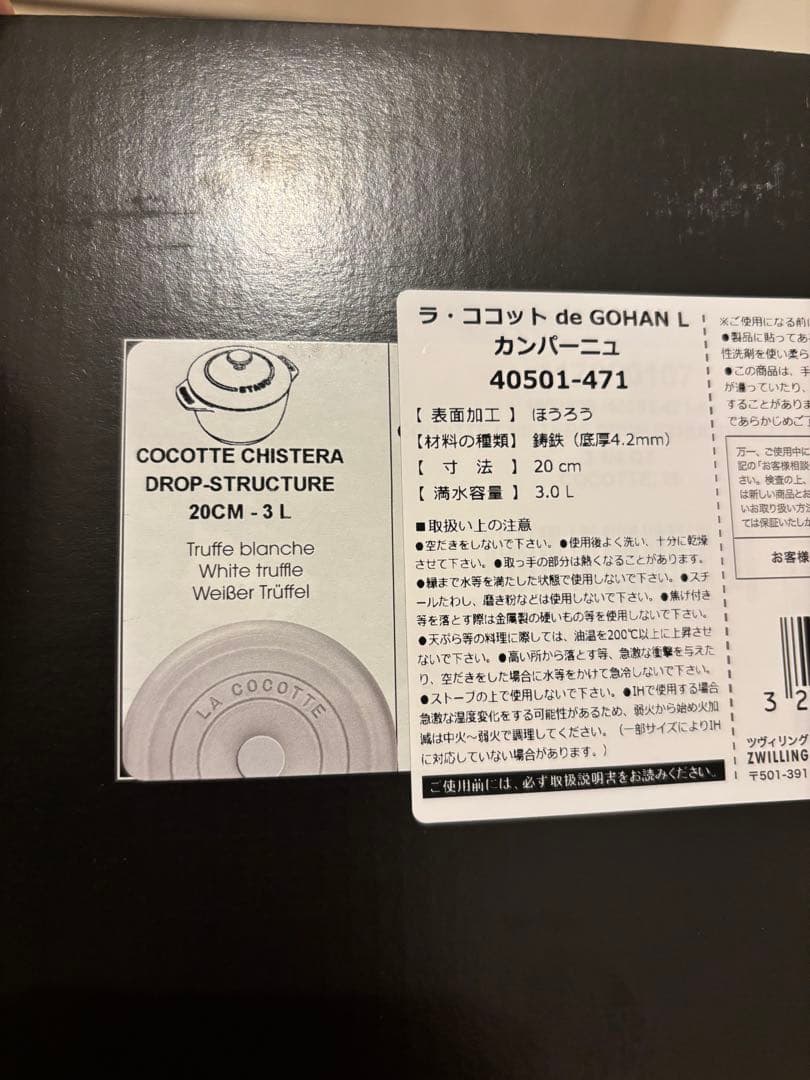 STAUB
COCOTTE CHISTERA
DROP-STRUCTURE
20CM - 3 L
Truffe blanche
White truffle
Weißer Trüffel
LA COCOTTE
ラ・ココット de GOHAN L
カンパーニュ
40501-471
【 表面加工 】 ほうろう
【材料の種類】 鋳鉄（底厚4.2mm）
【 寸 法 】 20 cm
【 満水容量 】 3.0 L
■取扱い上の注意
●空だきをしないで下さい。●使用後よく洗い、十分に乾燥
させて下さい。●取っ手の部分は熱くなることがあります。
●縁まで水等を満たした状態で使用しないで下さい。●スチ
ールたわし、磨き粉などは使用しないで下さい。●焦げ付き
等を落とす際は金属製の硬いもの等を使用しないで下さい。
●天ぷら等の料理に際しては、油温を200℃以上に上昇させ
ないで下さい。●高い所から落とす等、急激な衝撃を与えた
り、空だきをした場合に水等をかけて急冷しないで下さい。
●ストーブの上で使用しないで下さい。●IHで使用する場合
急激な温度変化をする可能性があるため、弱火から始め火加
減は中火～弱火で調理してください。（一部サイズによりIH
に対応していない場合があります。）
ご使用前には、必ず取扱説明書をお読みください。
※ご使用になる前に
●製品に貼ってあ
性洗剤を使い柔ら
●この商品は、手
が違っていたり、
することがありま
であらかじめご了
万一、ご使用中に
記の「お客様相談
さい。検査の上、
は新しい商品とお
いお取り扱い方法
ては保証いたしか
お客様
3 2
ツヴィリング
ZWILLING
〒501-391